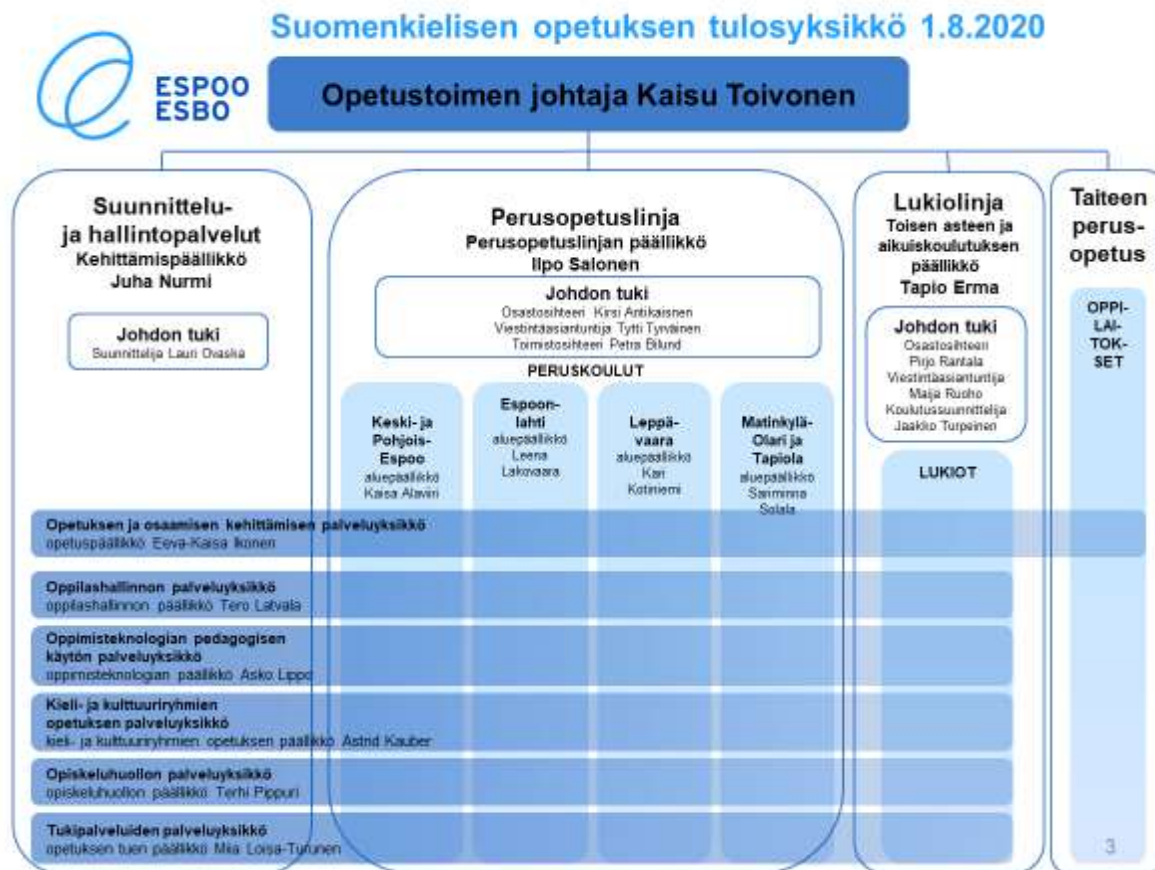 Suomenkielisen opetuksen tulosyksikkö 1.8.2020
ESPOO
ESBO
Opetustoimen johtaja Kaisu Toivonen
Suunnittelu-
ja hallintopalvelut
Kehittämispäällikkö
Juha Nurmi
Johdon tuki
Suunnittelija Lauri Ovaska
Perusopetuslinja
Perusopetuslinjan päällikkö
Ilpo Salonen
Johdon tuki
Osastosihteeri Kirsi Antikaisnen
Viestintäasiantuntija Tytti Tyrväinen
Toimistosihteeri Petra Bilund
PERUSKOULUT
Keski- ja
Pohjois-
Espoo
aluepäällikkö
Kaisa Alaviiri
Espoon-
lahti
aluepäällikkö
Leena
Lakovaara
Leppä-
vaara
aluepäällikkö
Kari
Kotiniemi
Matinkylä-
Olari ja
Tapiola
aluepäällikkö
Sariminna
Solala
Lukiolinja
Toisen asteen ja
aikuiskoulutuksen
päällikkö
Tapio Erma
Johdon tuki
Osastosihteeri
Pirjo Rantala
Viestintäasiantuntija
Maija Ruoho
Koulutussuunnittelija
Jaakko Turpeinen
LUKIOT
Taiteen
perus-
opetus
OPPI-
LAI-
TOK-
SET
Opetuksen ja osaamisen kehittämisen palveluyksikkö
opetuspäällikkö Eeva-Kaisa Ikonen
Oppilashallinnon palveluyksikkö
oppilashallinnon päällikkö Tero Latvala
Oppimisteknologian pedagogisen
käytön palveluyksikkö
oppimisteknologian päällikkö Asko Lippo
Kieli- ja kulttuuriryhmien
opetuksen palveluyksikkö
kieli- ja kulttuuriryhmien opetuksen päällikkö Astrid Kauber
Opiskeluhuollon palveluyksikkö
opiskeluhuollon päällikkö Terhi Pippuri
Tukipalveluiden palveluyksikkö
opetuksen tuen päällikkö Miia Loisa-Turunen
3